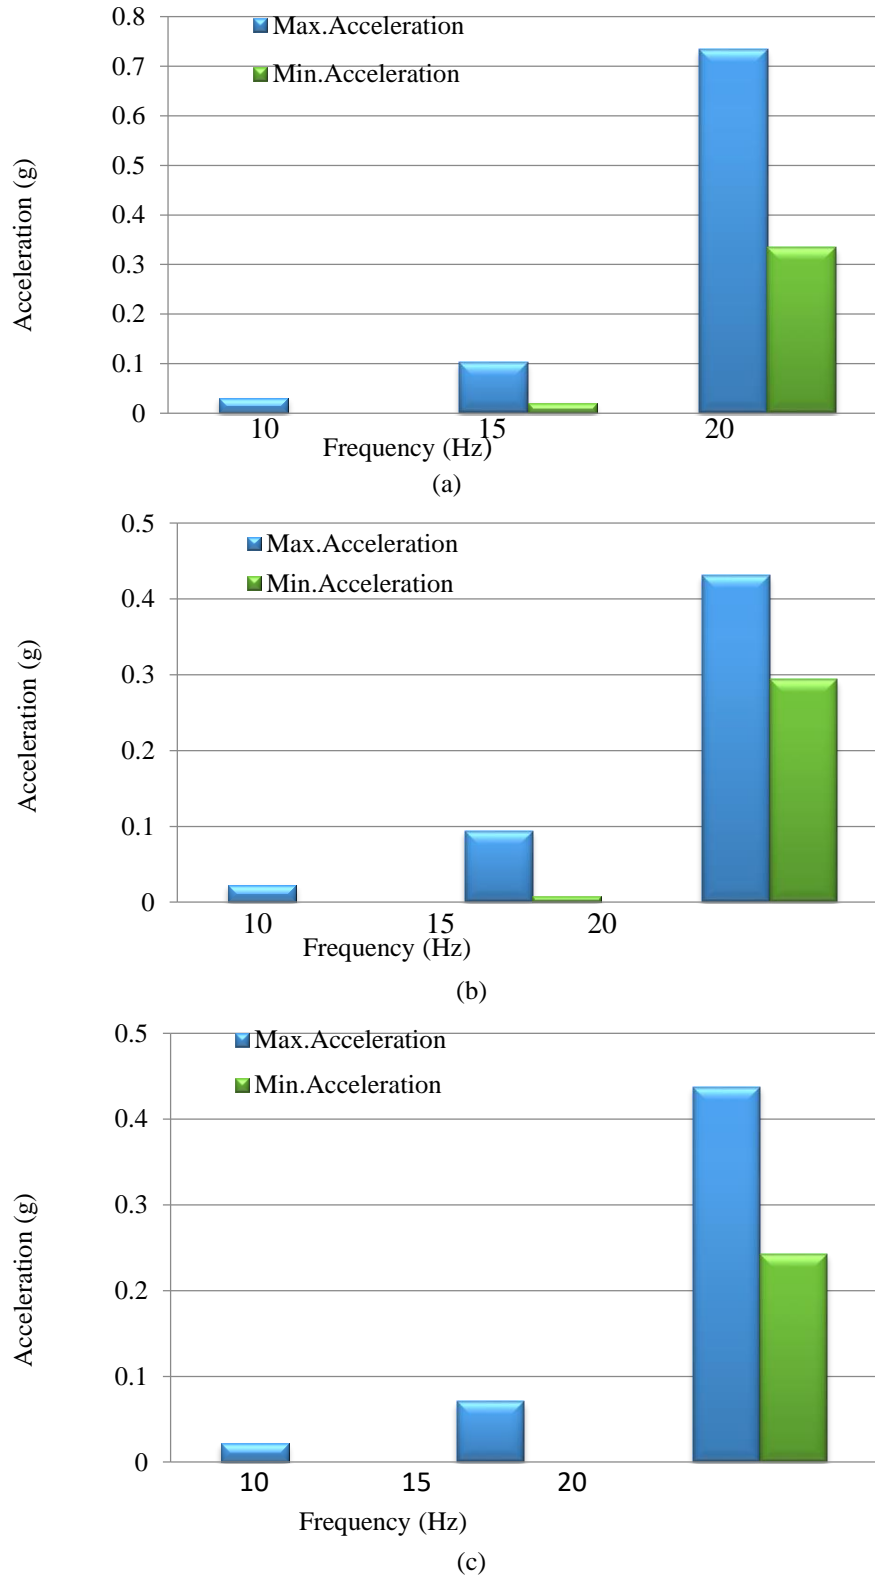 0.8
Max.Acceleration
0.7
Min.Acceleration
0.6
0.5
0.4
0.3
0.2
0.1
0
Acceleration (g)
10 15 20
Frequency (Hz)
(a)
0.5
Max.Acceleration
Min.Acceleration
0.4
0.3
0.2
0.1
0
Acceleration (g)
10 15 20
Frequency (Hz)
(b)
0.5
Max.Acceleration
Min.Acceleration
0.4
0.3
0.2
0.1
0
Acceleration (g)
10 15 20
Frequency (Hz)
(c)